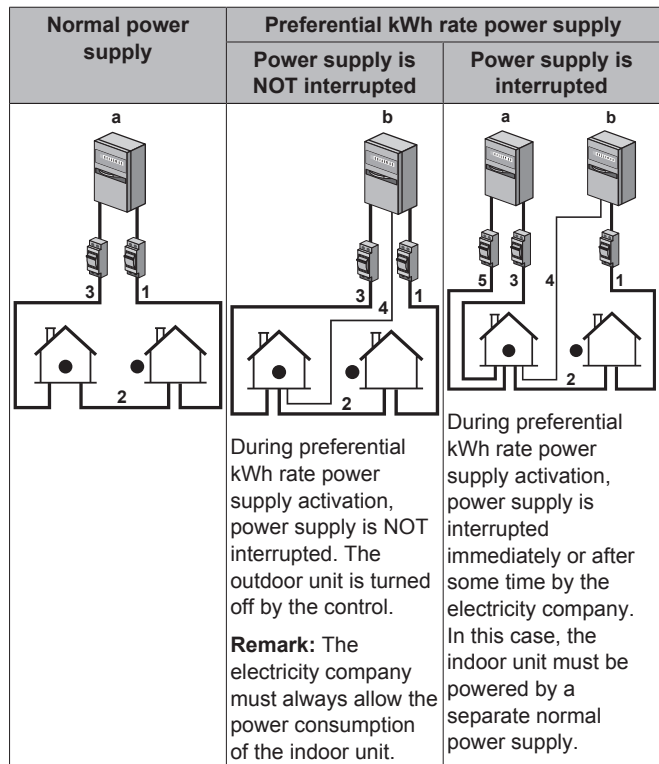 Normal power
supply
Preferential kWh rate power supply
Power supply is
NOT interrupted
Power supply is
interrupted
a
3
1
2
b
3
4
1
2
During preferential
kWh rate power
supply activation,
power supply is NOT
interrupted. The
outdoor unit is turned
off by the control.
Remark: The
electricity company
must always allow the
power consumption
of the indoor unit.
a
b
5
3
4
1
2
During preferential
kWh rate power
supply activation,
power supply is
interrupted
immediately or after
some time by the
electricity company.
In this case, the
indoor unit must be
powered by a
separate normal
power supply.